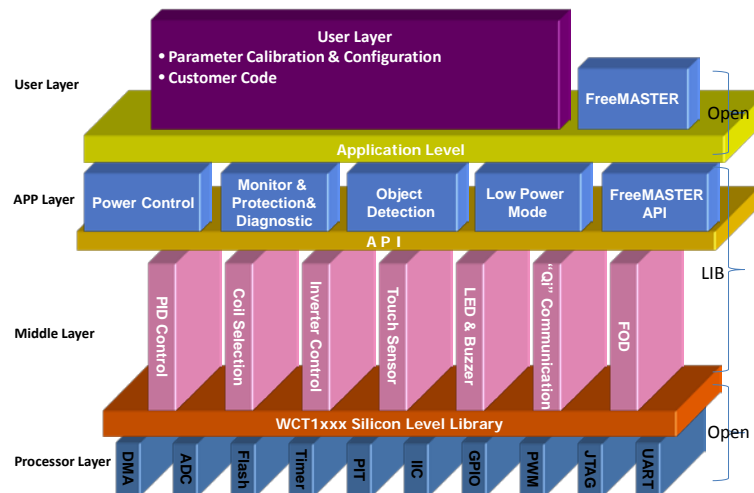 User Layer
• Parameter Calibration & Configuration
• Customer Code
User Layer
FreeMASTER
Open
Application Level
APP Layer
Power Control
Monitor &
Protection&
Diagnostic
Object
Detection
Low Power
Mode
FreeMASTER
API
A P I
LIB
Middle Layer
PID Control
Coil Selection
Inverter Control
Touch Sensor
LED & Buzzer
“Qi” Communication
FOD
WCT1xxx Silicon Level Library
Open
Processor Layer
DMA
ADC
Flash
Timer
PIT
IIC
GPIO
PWM
JTAG
UART